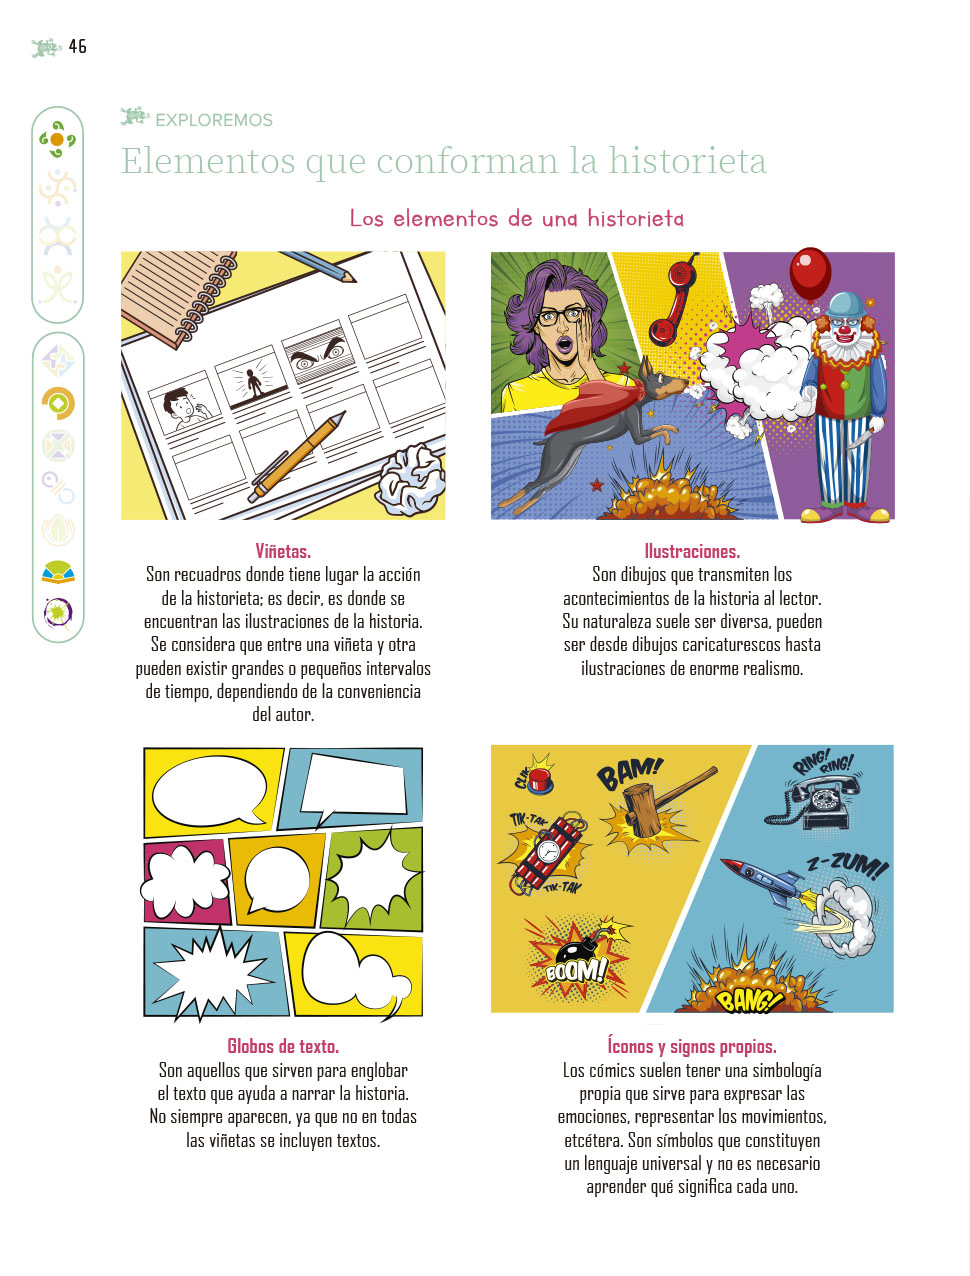 46
EXPLOREMOS
Elementos que conforman la historieta
Los elementos de una historieta
Viñetas.
Son recuadros donde tiene lugar la acción
de la historieta; es decir, es donde se
encuentran las ilustraciones de la historia.
Se considera que entre una viñeta y otra
pueden existir grandes o pequeños intervalos
de tiempo, dependiendo de la conveniencia
del autor.
Ilustraciones.
Son dibujos que transmiten los
acontecimientos de la historia al lector.
Su naturaleza suele ser diversa, pueden
ser desde dibujos caricaturescos hasta
ilustraciones de enorme realismo.
CLIK
BAM!
TIK-TAK
TIK-TAK
BOOM!
RING!
RING!
Z-ZUM!
BANG!
Globos de texto.
Son aquellos que sirven para englobar
el texto que ayuda a narrar la historia.
No siempre aparecen, ya que no en todas
las viñetas se incluyen textos.
Íconos y signos propios.
Los cómics suelen tener una simbología
propia que sirve para expresar las
emociones, representar los movimientos,
etcétera. Son símbolos que constituyen
un lenguaje universal y no es necesario
aprender qué significa cada uno.